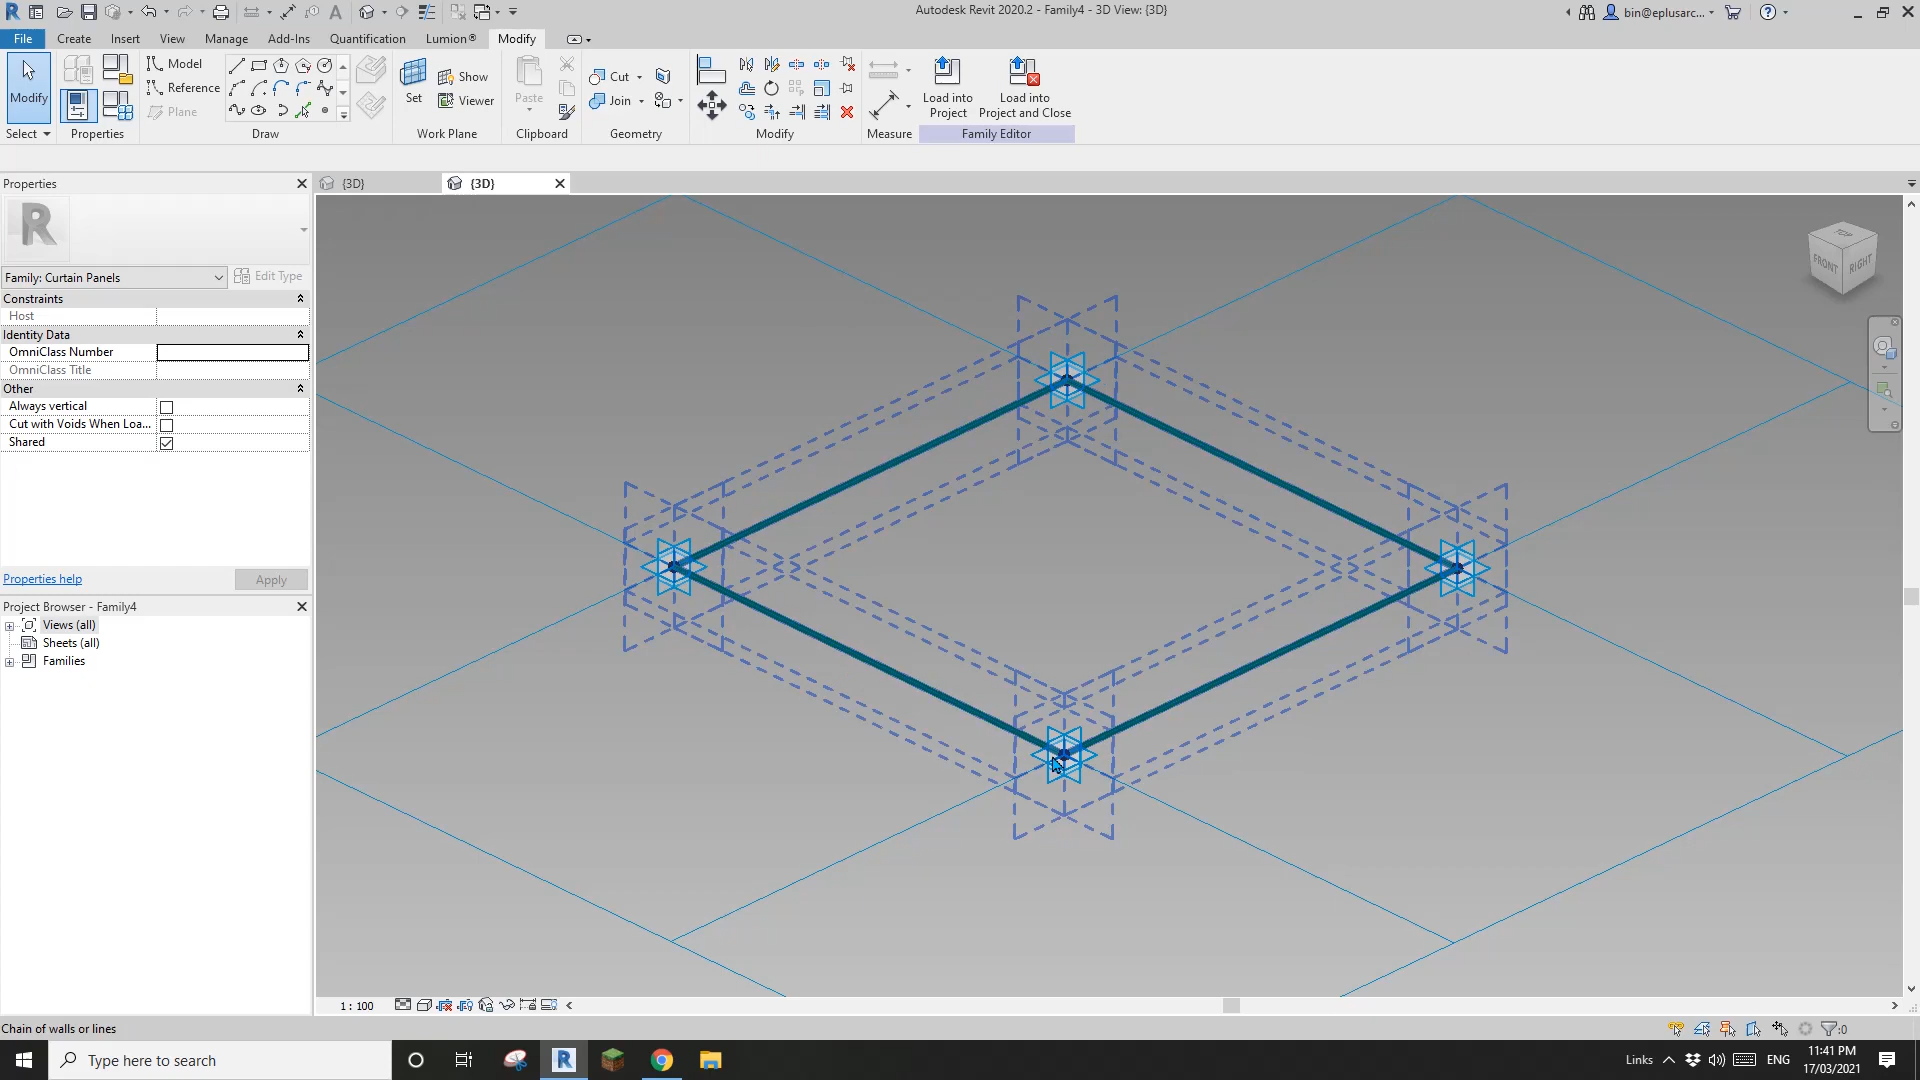 Autodesk Revit 2020.2 - Family4 - 3D View: {3D}
bin@eplusarc...
File
Create
Insert
View
Manage
Add-Ins
Quantification
Lumion®
Modify
Modify
Select
Properties
Model
Reference
Plane
Draw
Set
Show
Viewer
Work Plane
Paste
Clipboard
Cut
Join
Geometry
Modify
Measure
Load into
Project
Load into
Project and Close
Family Editor
Properties
{3D}
{3D}
R
Family: Curtain Panels
Edit Type
Constraints
Host
Identity Data
OmniClass Number
OmniClass Title
Other
Always vertical
Cut with Voids When Loa...
Shared
Properties help
Apply
Project Browser - Family4
Views (all)
Sheets (all)
Families
TOP
FRONT
RIGHT
1 : 100
Chain of walls or lines
:0
Type here to search
Links
ENG
11:41 PM
17/03/2021